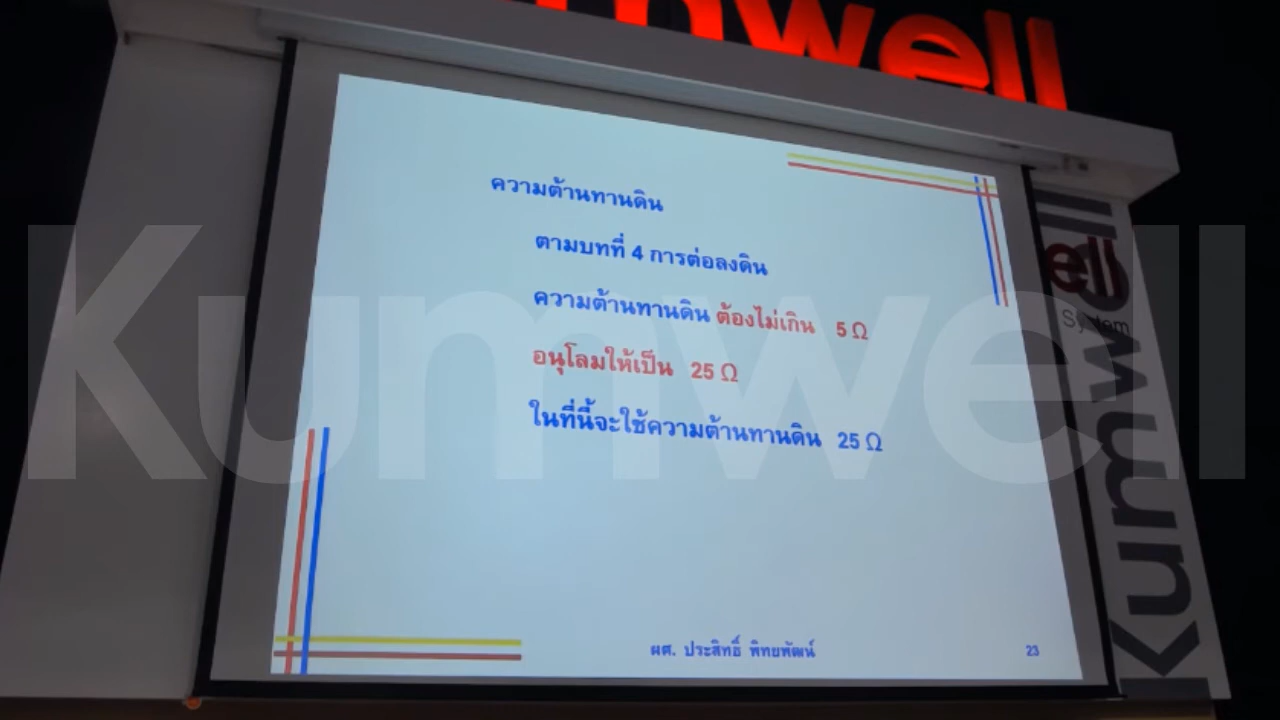 umwell
ความต้านทานดิน
ตามบทที่ 4 การต่อลงดิน
ความต้านทานดิน ต้องไม่เกิน 5 Ω
อนุโลมให้เป็น 25 Ω
ในที่นี้จะใช้ความต้านทานดิน 25 Ω
ผศ. ประสิทธิ์ พิทยพัฒน์
23
ell
System
Kumwell
Kumwell